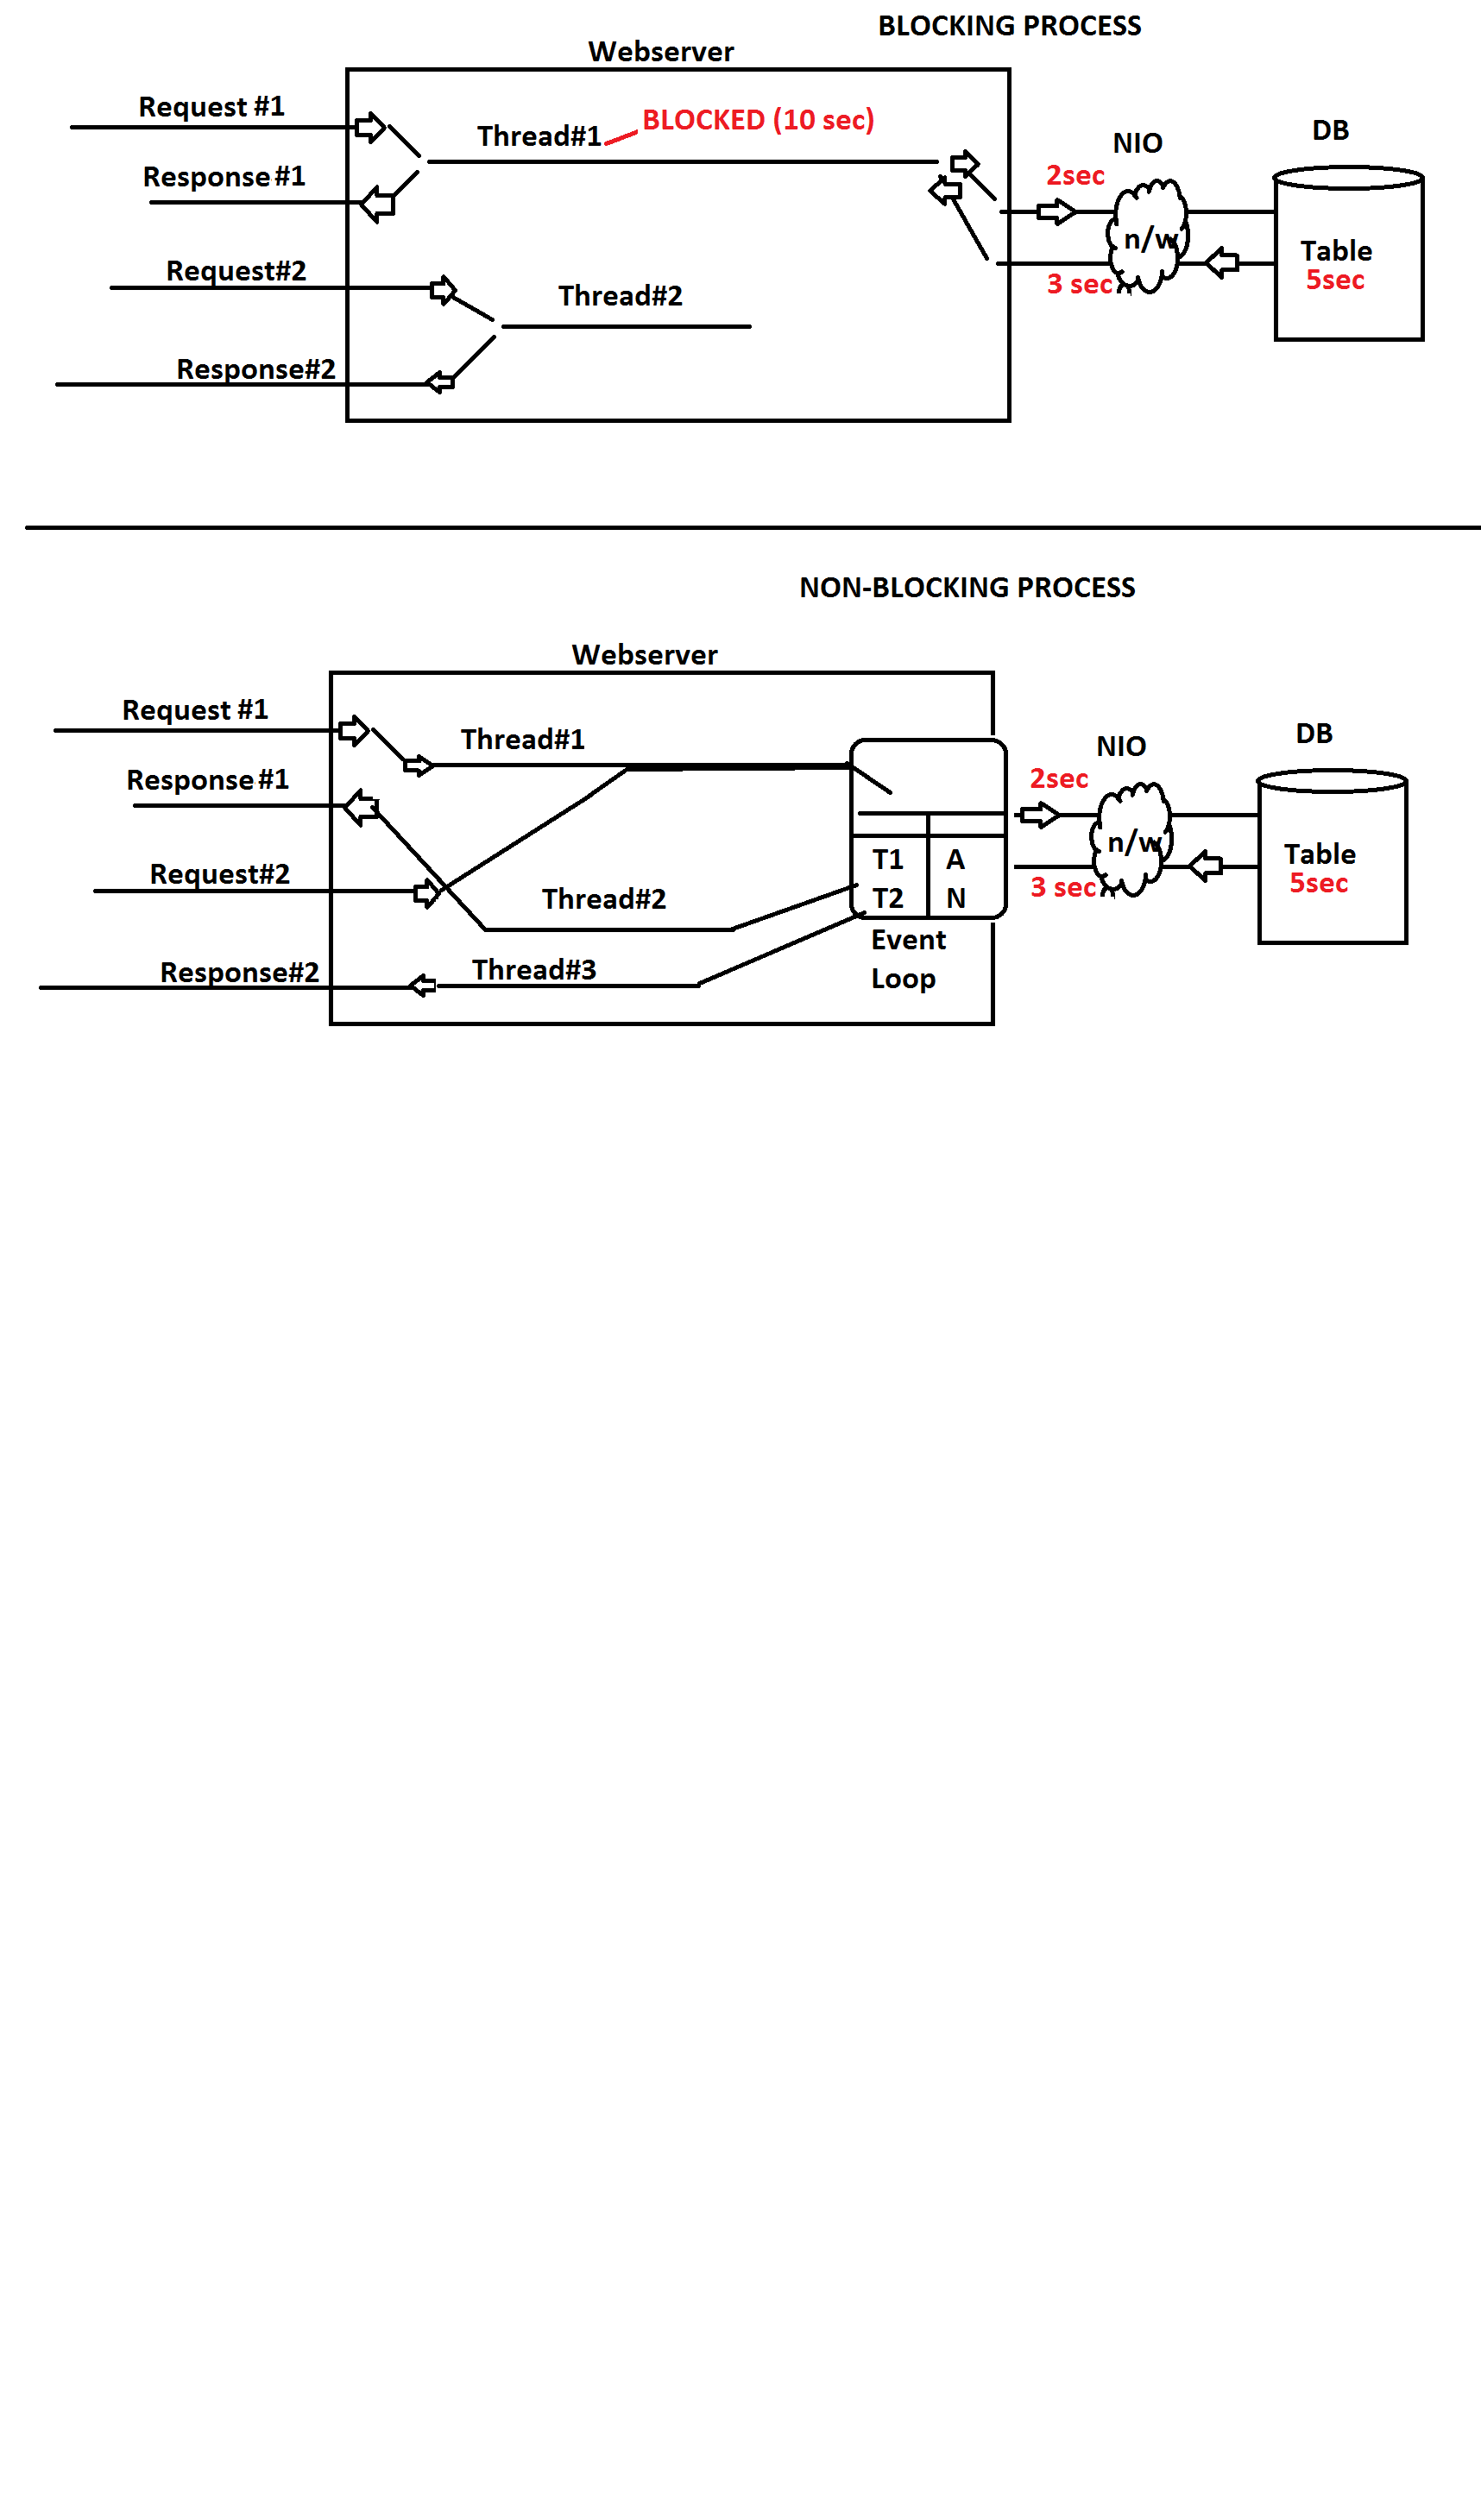 BLOCKING PROCESS
Webserver
Request #1
Thread#1
BLOCKED (10 sec)
Response #1
Request#2
Thread#2
Response#2
NIO
DB
2sec
n/w
3 sec
Table
5sec
NON-BLOCKING PROCESS
Webserver
Request #1
Thread#1
Response #1
Request#2
Thread#2
Response#2
Thread#3
T1 A
T2 N
Event
Loop
NIO
DB
2sec
n/w
3 sec
Table
5sec